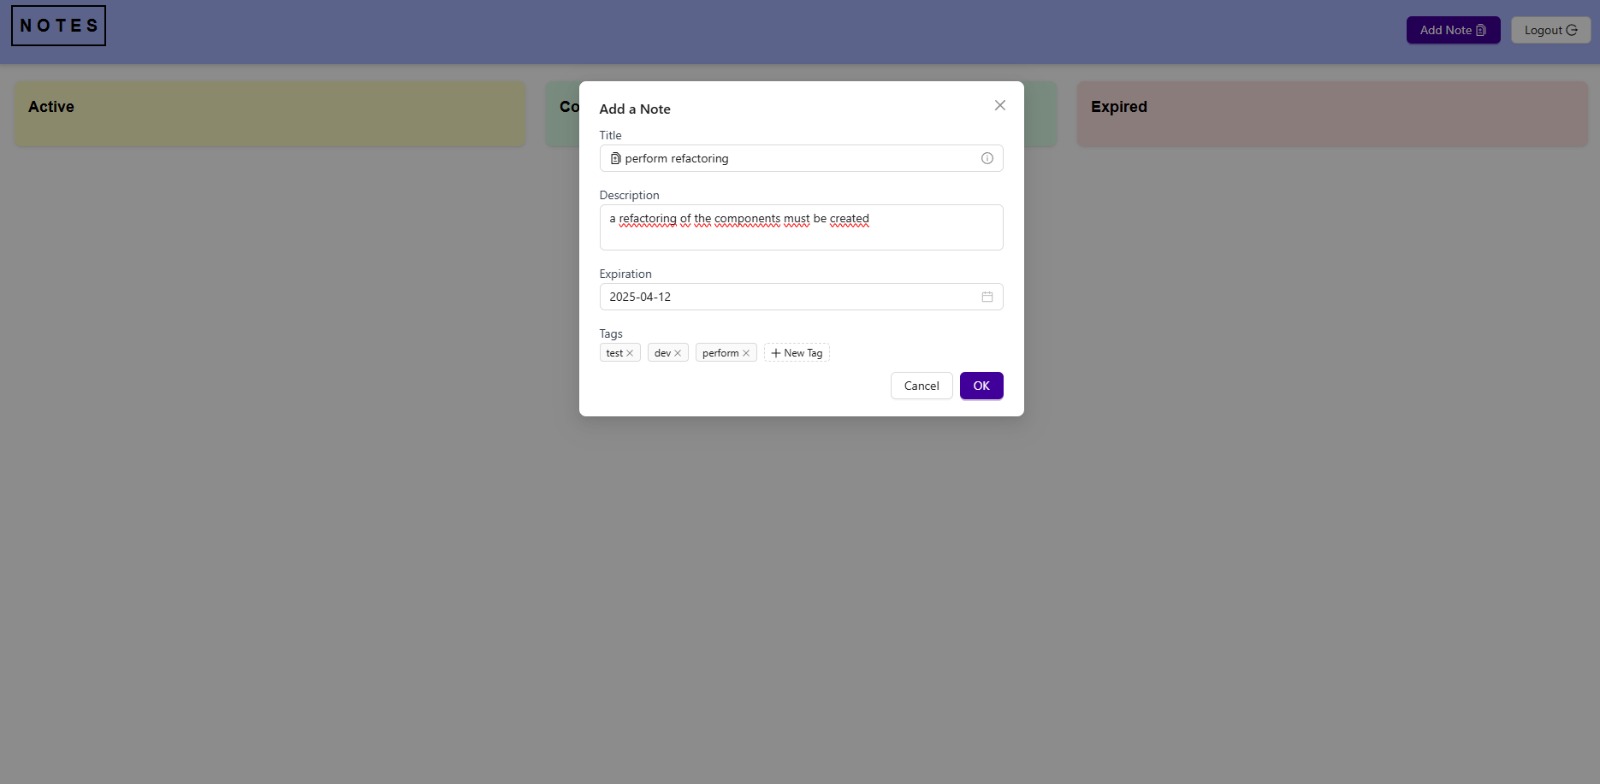 NOTES
Add Note
Logout
Active
Co
Expired
Add a Note
Title
perform refactoring
Description
a refactoring of the components must be created
Expiration
2025-04-12
Tags
test dev perform + New Tag
Cancel OK